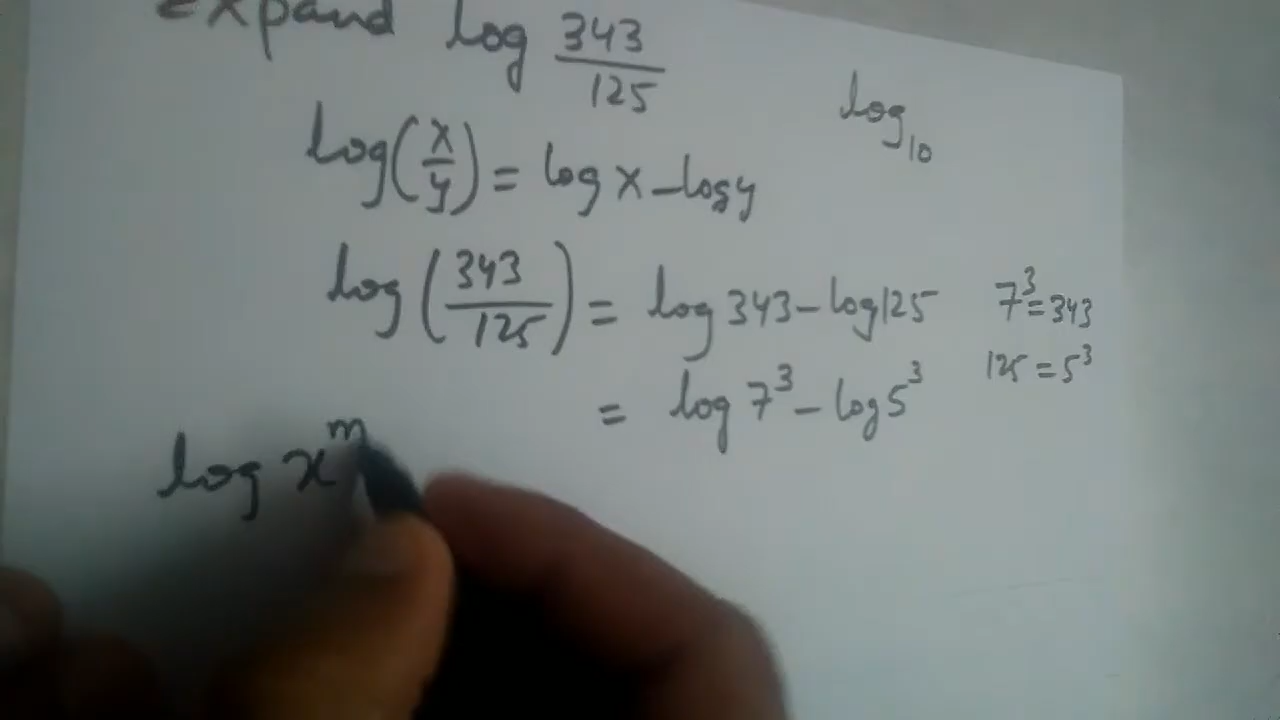 Expand log 343/125
log₁₀
log(x/y) = log x - log y
log(343/125) = log 343 - log 125
7³ = 343
= log 7³ - log 5³
125 = 5³
log xᵐ